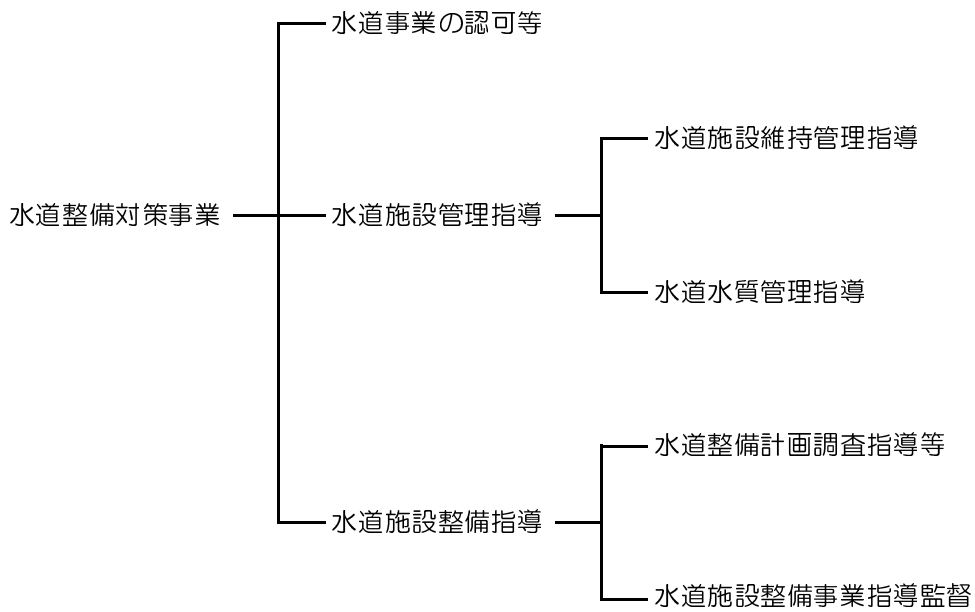 水道事業の認可等
水道施設維持管理指導
水道整備対策事業
水道施設管理指導
水道水質管理指導
水道整備計画調査指導等
水道施設整備指導
水道施設整備事業指導監督